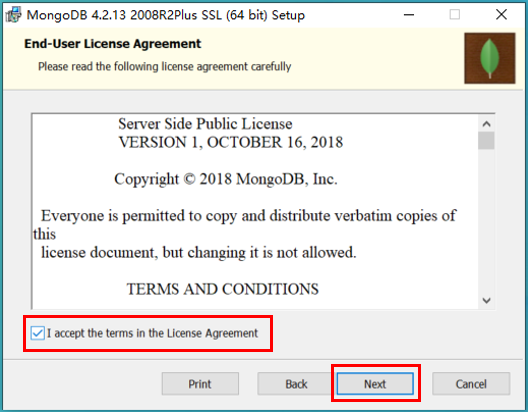 MongoDB 4.2.13 2008R2Plus SSL (64 bit) Setup
End-User License Agreement
Please read the following license agreement carefully
Server Side Public License
VERSION 1, OCTOBER 16, 2018
Copyright © 2018 MongoDB, Inc.
Everyone is permitted to copy and distribute verbatim copies of
this
license document, but changing it is not allowed.
TERMS AND CONDITIONS
I accept the terms in the License Agreement
Print Back Next Cancel